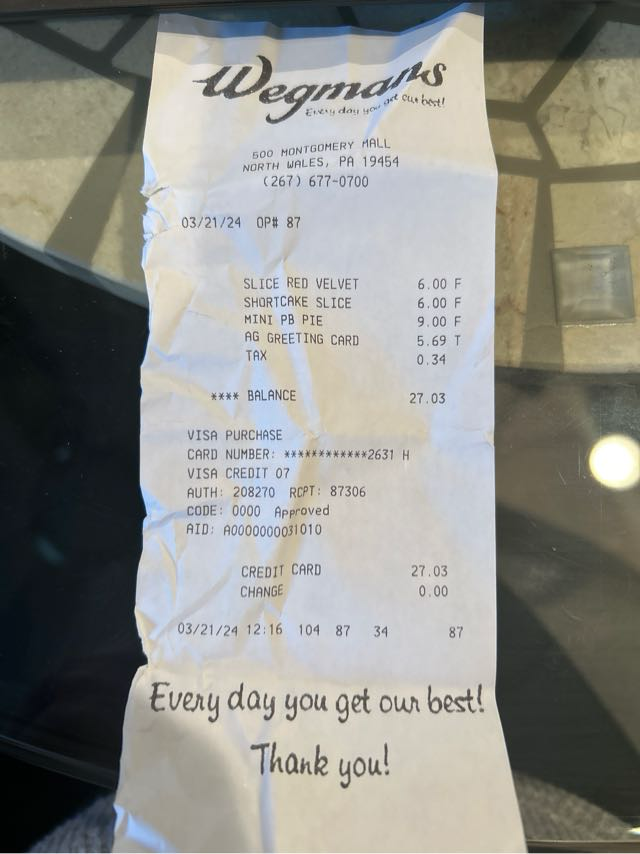 Wegmans
Every day you get our best!
500 MONTGOMERY MALL
NORTH WALES, PA 19454
(267) 677-0700
03/21/24 OP# 87
SLICE RED VELVET 6.00 F
SHORTCAKE SLICE 6.00 F
MINI PB PIE 9.00 F
AG GREETING CARD 5.69 T
TAX 0.34
**** BALANCE 27.03
VISA PURCHASE
CARD NUMBER: ************2631 H
VISA CREDIT 07
AUTH: 208270 RCPT: 87306
CODE: 0000 Approved
AID: A0000000031010
CREDIT CARD 27.03
CHANGE 0.00
03/21/24 12:16 104 87 34 87
Every day you get our best!
Thank you!